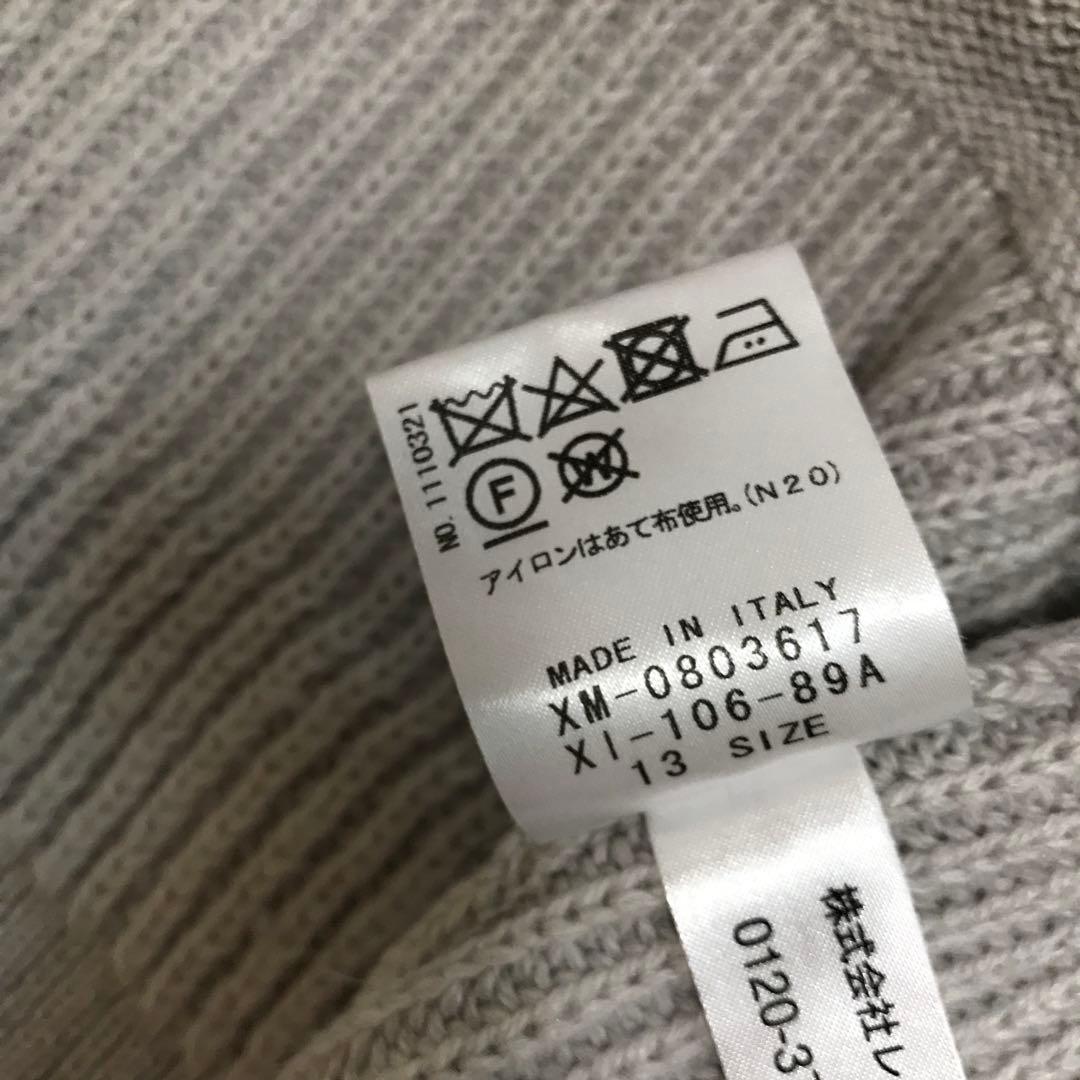 NO. 1110321
F
W
アイロンはあて布使用。(N20)
MADE IN ITALY
XM-0803617
XI-106-89A
13 SIZE
株式会社レ
0120-3